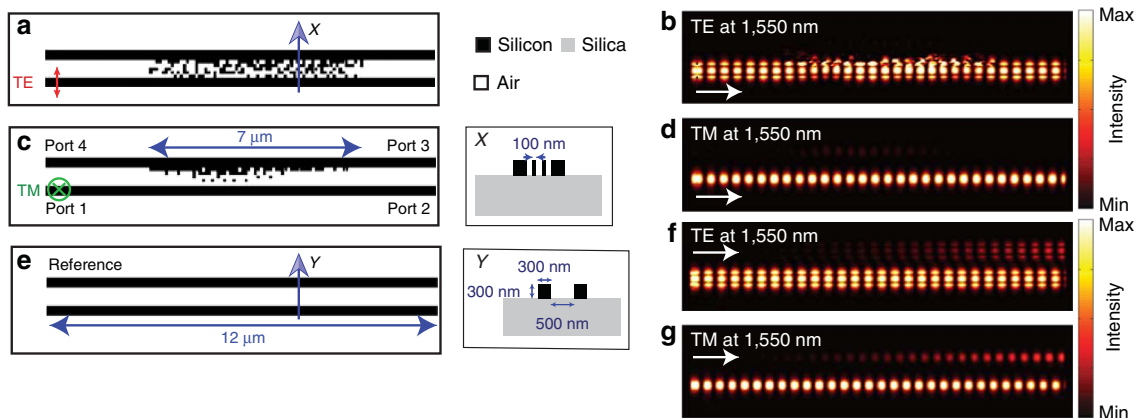 a
X
TE
Silicon
Silica
Air
c
Port 4
7 μm
Port 3
TM
Port 1
Port 2
X
100 nm
e
Reference
Y
12 μm
Y
300 nm
300 nm
500 nm
b
TE at 1,550 nm
Max
d
TM at 1,550 nm
Intensity
Min
f
TE at 1,550 nm
Max
g
TM at 1,550 nm
Intensity
Min